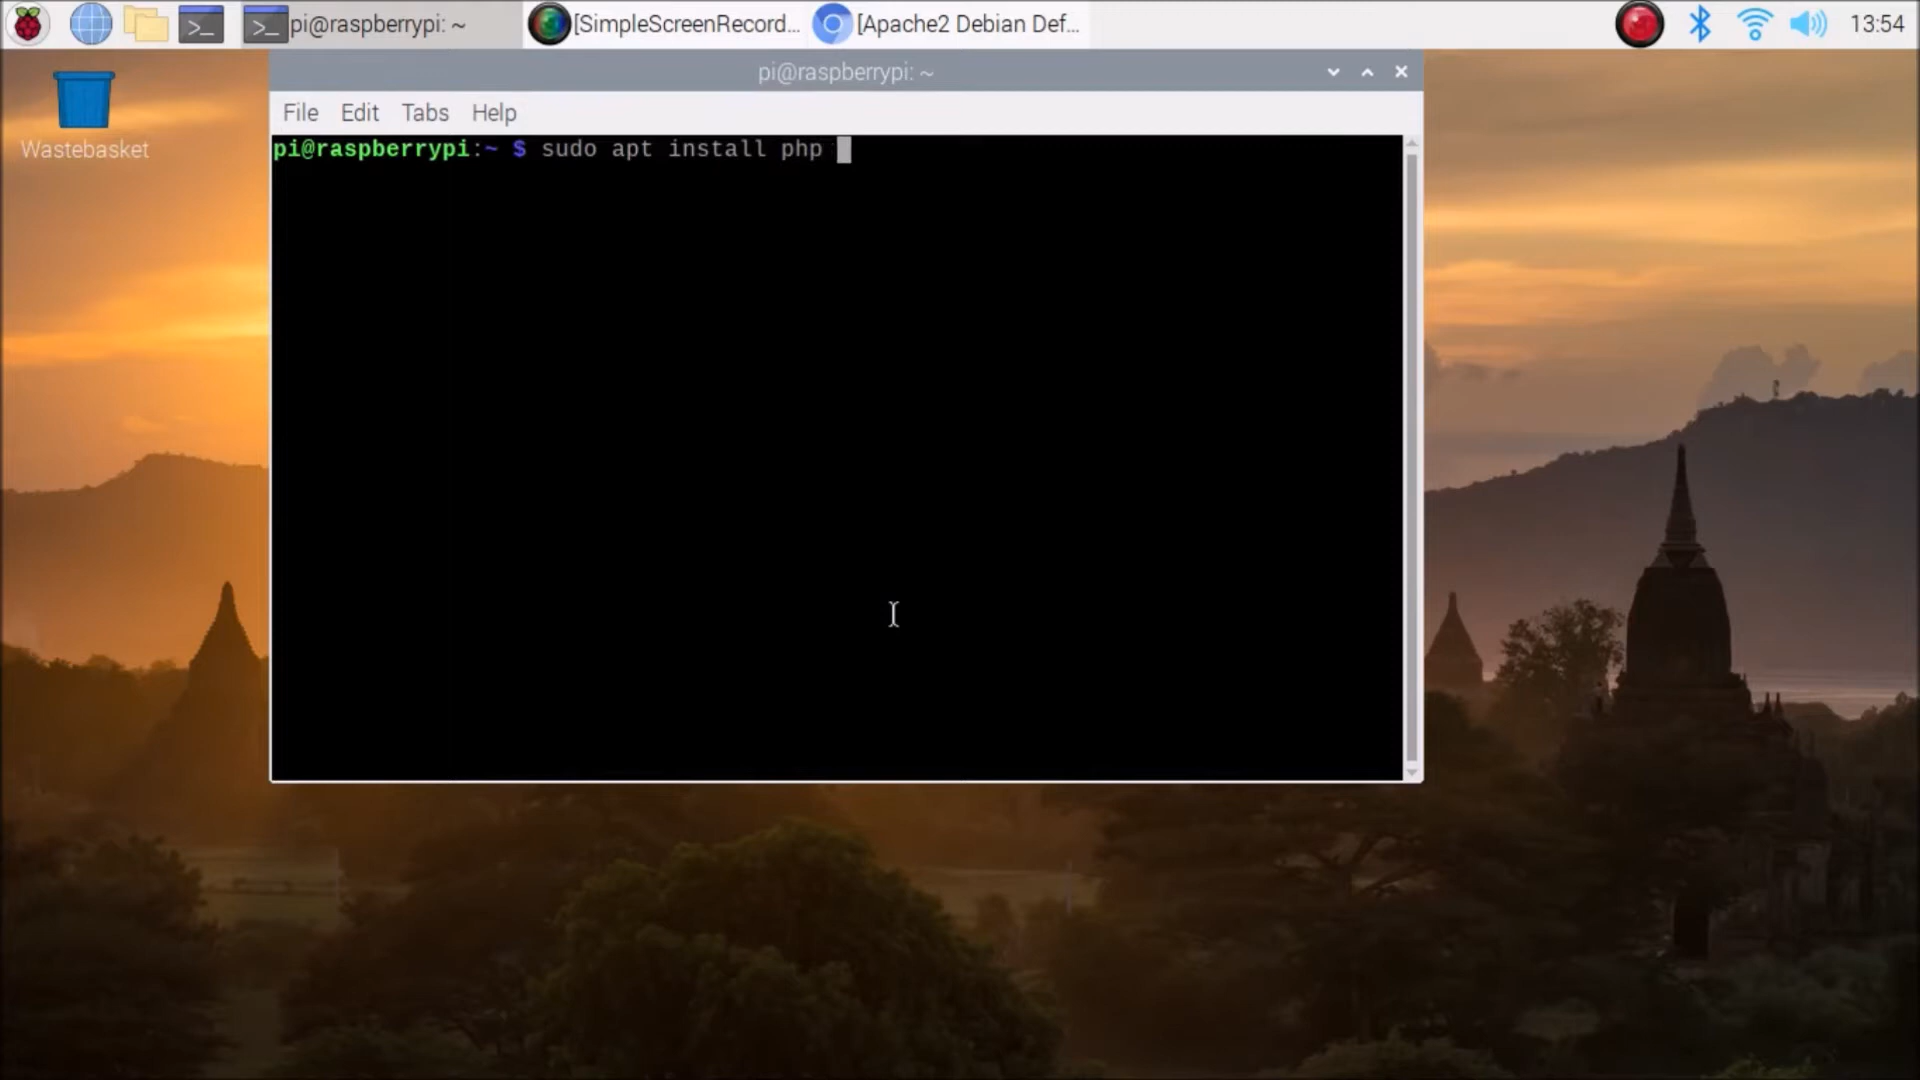 pi@raspberrypi: ~
[SimpleScreenRecord...
[Apache2 Debian Def...
13:54
Wastebasket
pi@raspberrypi: ~
File Edit Tabs Help
pi@raspberrypi:~ $ sudo apt install php